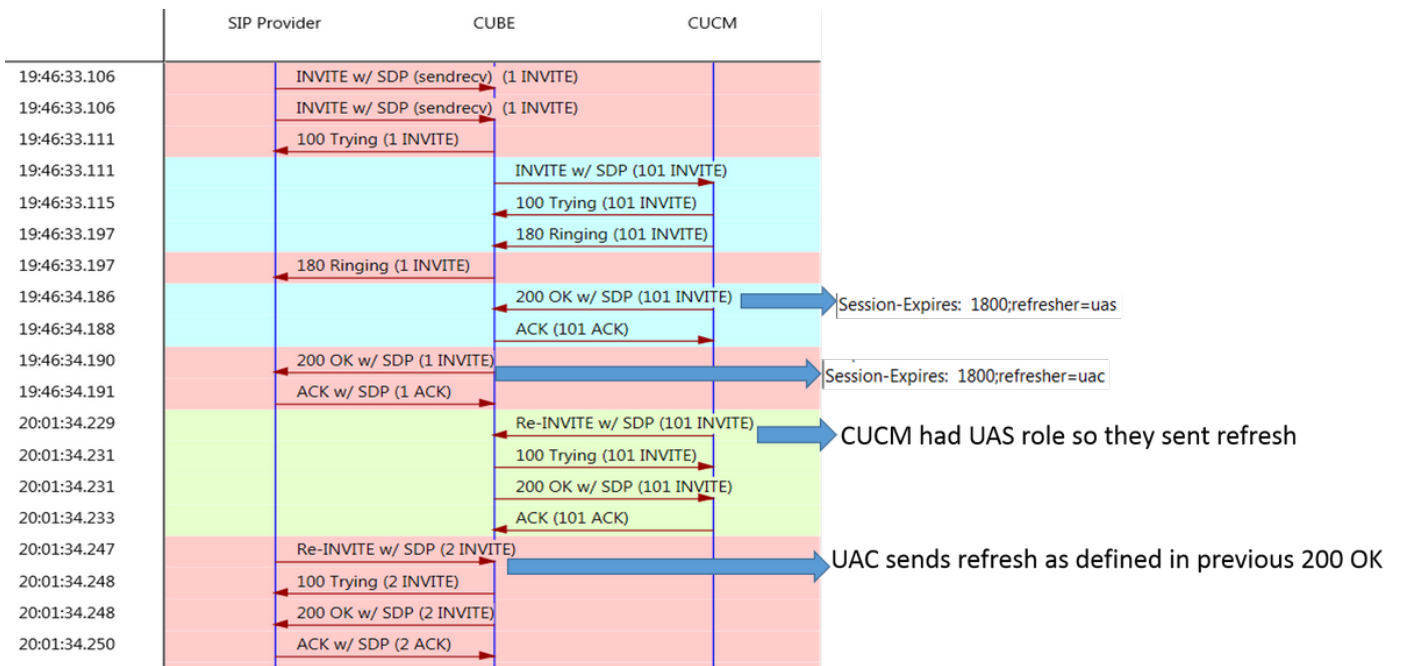 SIP Provider CUBE CUCM
19:46:33.106 INVITE w/ SDP (sendrecv) (1 INVITE)
19:46:33.106 INVITE w/ SDP (sendrecv) (1 INVITE)
19:46:33.111 100 Trying (1 INVITE)
19:46:33.111 INVITE w/ SDP (101 INVITE)
19:46:33.115 100 Trying (101 INVITE)
19:46:33.197 180 Ringing (101 INVITE)
19:46:33.197 180 Ringing (1 INVITE)
19:46:34.186 200 OK w/ SDP (101 INVITE) Session-Expires: 1800;refresher=uas
19:46:34.188 ACK (101 ACK)
19:46:34.190 200 OK w/ SDP (1 INVITE) Session-Expires: 1800;refresher=uac
19:46:34.191 ACK w/ SDP (1 ACK)
20:01:34.229 Re-INVITE w/ SDP (101 INVITE) CUCM had UAS role so they sent refresh
20:01:34.231 100 Trying (101 INVITE)
20:01:34.231 200 OK w/ SDP (101 INVITE)
20:01:34.233 ACK (101 ACK)
20:01:34.247 Re-INVITE w/ SDP (2 INVITE) UAC sends refresh as defined in previous 200 OK
20:01:34.248 100 Trying (2 INVITE)
20:01:34.248 200 OK w/ SDP (2 INVITE)
20:01:34.250 ACK w/ SDP (2 ACK)